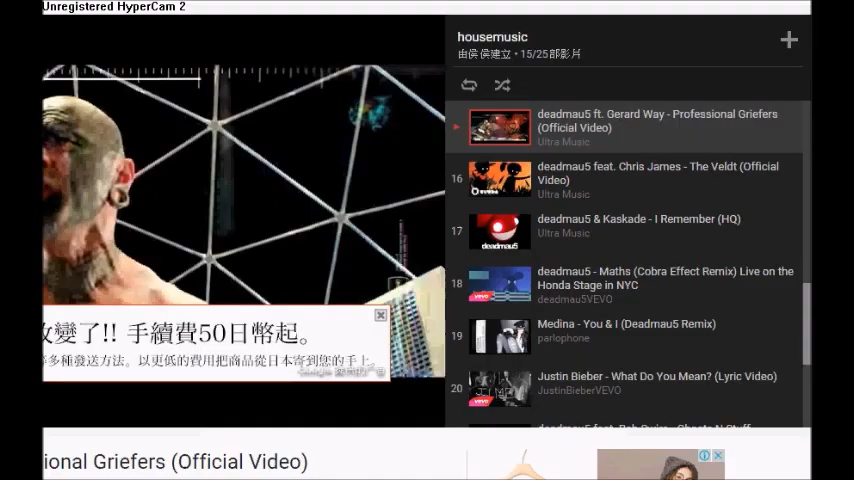 Unregistered HyperCam 2
housemusic
由侯侯建立 • 15/25部影片
deadmau5 ft. Gerard Way - Professional Griefers
(Official Video)
Ultra Music
16
deadmau5 feat. Chris James - The Veldt (Official
Video)
Ultra Music
17
deadmau5 & Kaskade - I Remember (HQ)
Ultra Music
deadmau5
18
deadmau5 - Maths (Cobra Effect Remix) Live on the
Honda Stage in NYC
deadmau5VEVO
vevo
19
Medina - You & I (Deadmau5 Remix)
parlophone
20
Justin Bieber - What Do You Mean? (Lyric Video)
JustinBieberVEVO
vevo
變了!! 手續費50日幣起。
多種發送方法。以更低的費用把商品從日本寄到您的手上。
ional Griefers (Official Video)